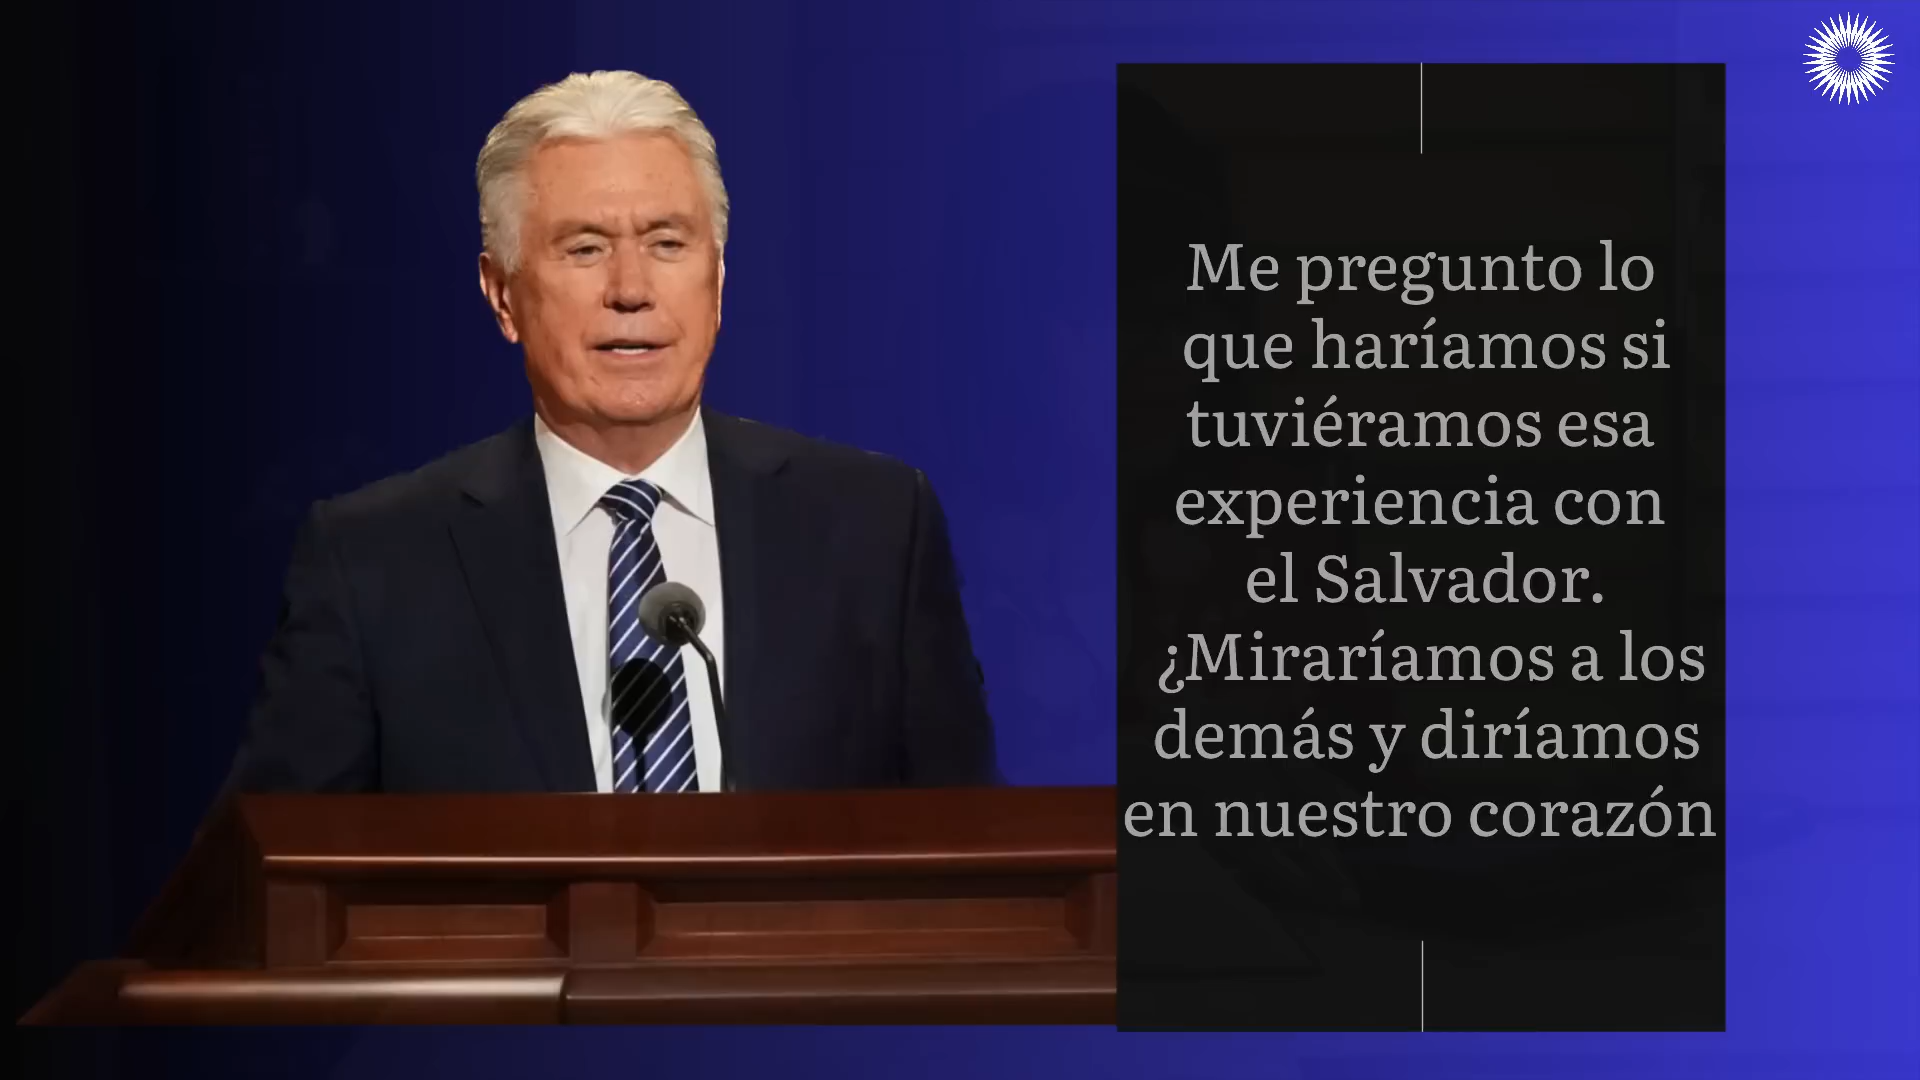 Me pregunto lo
que haríamos si
tuviéramos esa
experiencia con
el Salvador.
¿Miraríamos a los
demás y diríamos
en nuestro corazón